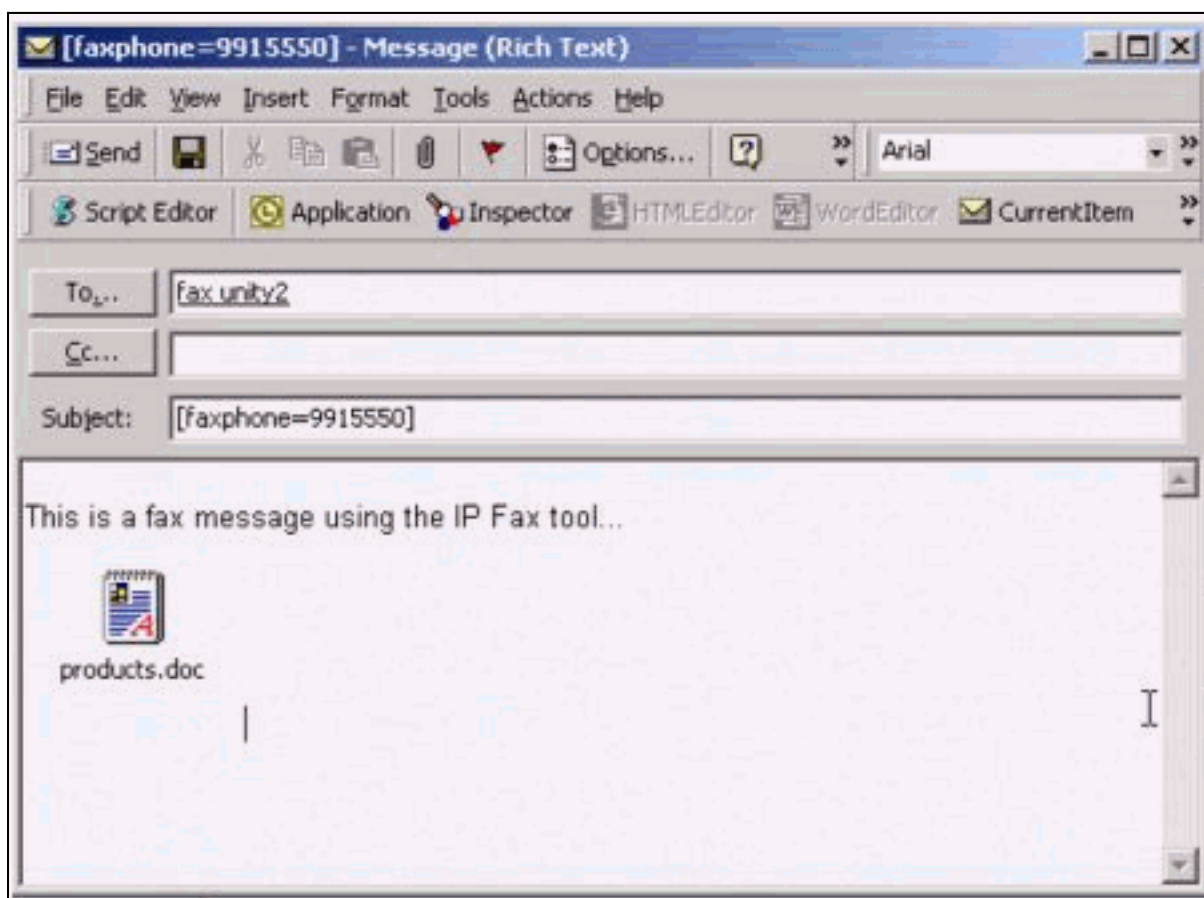 [faxphone=9915550] - Message (Rich Text)
File Edit View Insert Format Tools Actions Help
Send Options... Arial
Script Editor Application Inspector HTMLEditor WordEditor CurrentItem
To... fax unity2
Cc...
Subject: [faxphone=9915550]
This is a fax message using the IP Fax tool...
products.doc